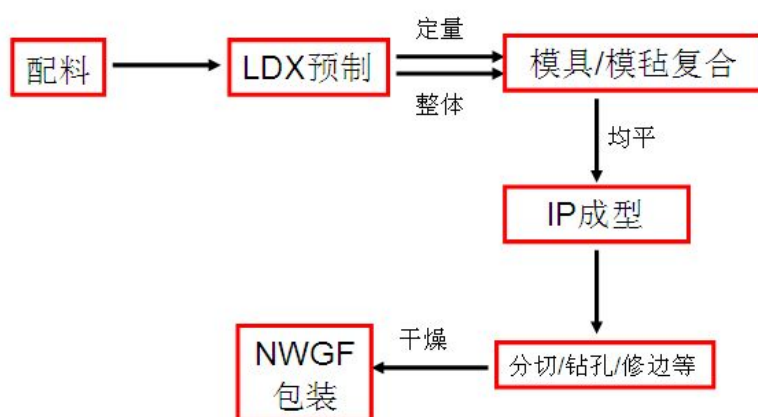 配料
LDX预制
定量
整体
模具/模毡复合
均平
IP成型
分切/钻孔/修边等
干燥
NWGF
包装